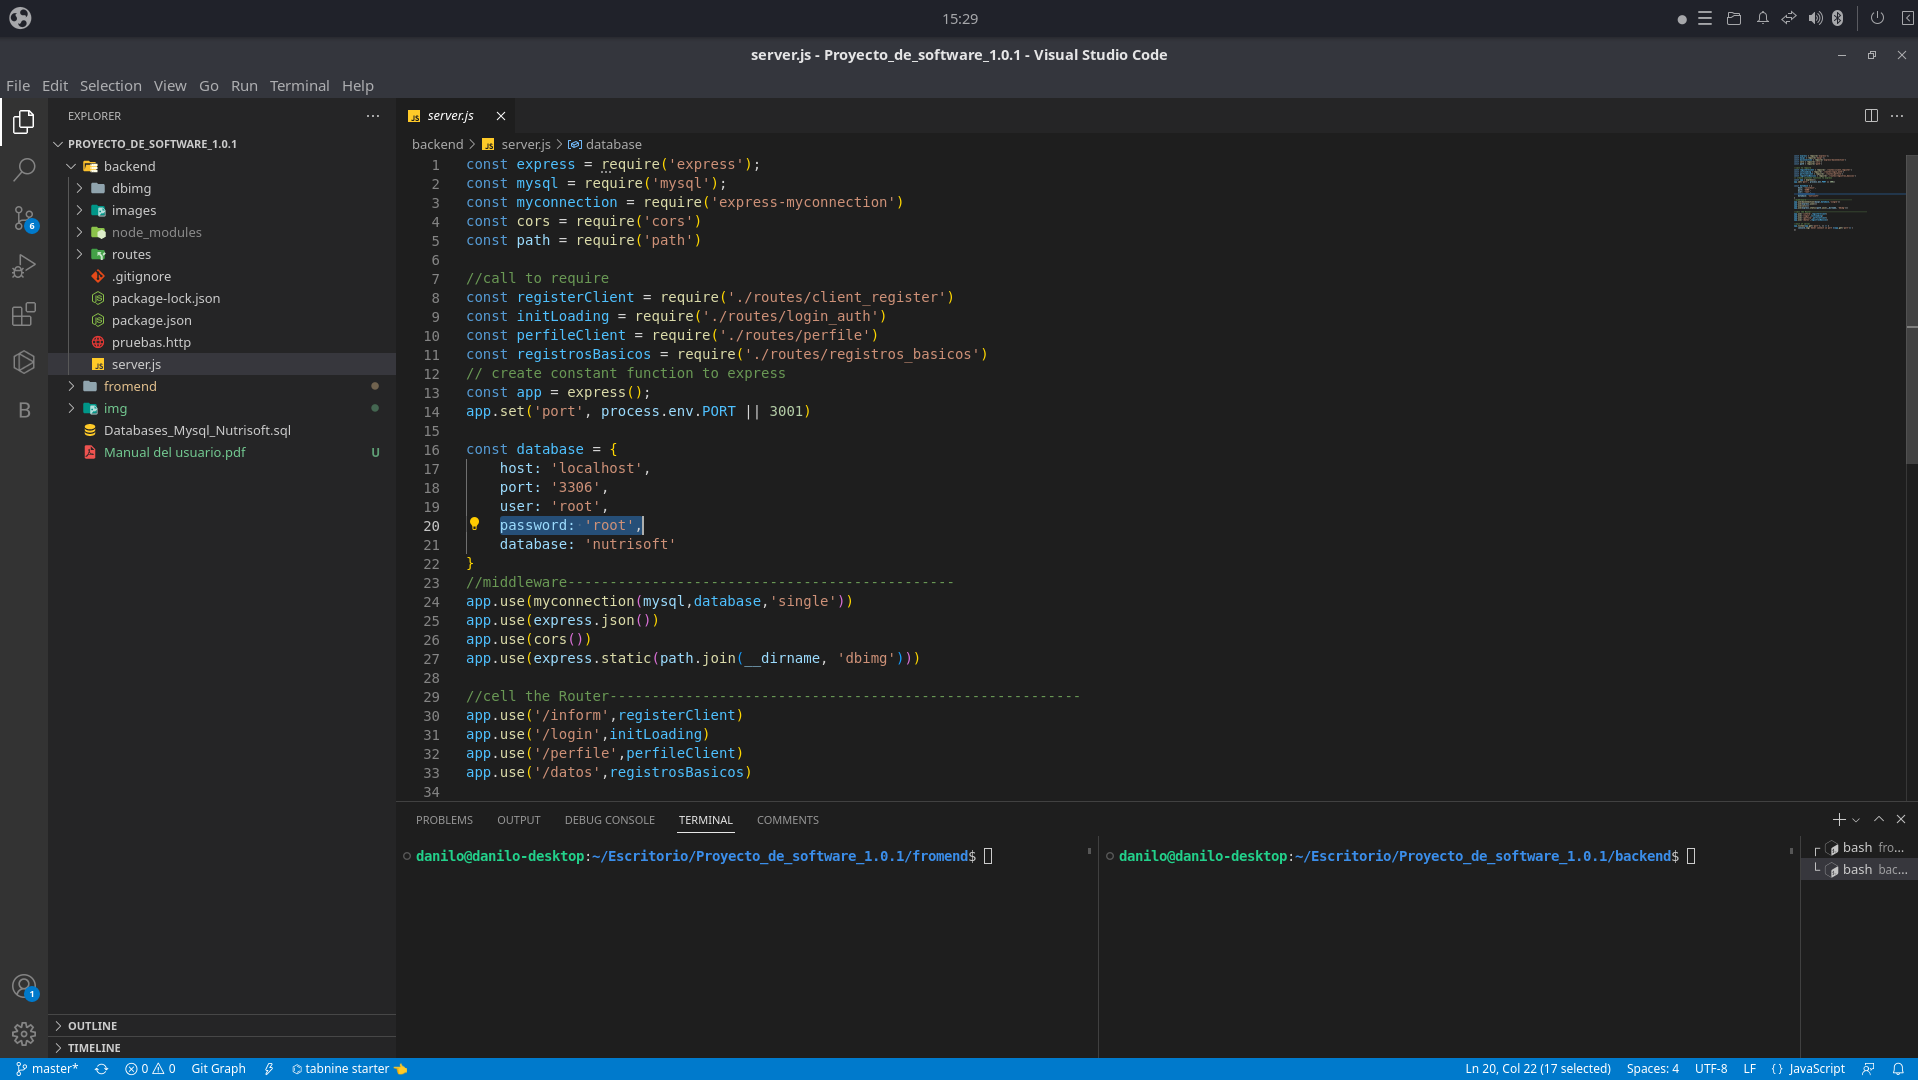 15:29
server.js - Proyecto_de_software_1.0.1 - Visual Studio Code
File Edit Selection View Go Run Terminal Help
EXPLORER
PROYECTO_DE_SOFTWARE_1.0.1
backend
dbimg
images
node_modules
routes
.gitignore
package-lock.json
package.json
pruebas.http
server.js
fromend
img
Databases_Mysql_Nutrisoft.sql
Manual del usuario.pdf U
6
B
1
OUTLINE
TIMELINE
JS server.js
backend > JS server.js > database
1 const express = require('express');
2 const mysql = require('mysql');
3 const myconnection = require('express-myconnection')
4 const cors = require('cors')
5 const path = require('path')
6
7 //call to require
8 const registerClient = require('./routes/client_register')
9 const initLoading = require('./routes/login_auth')
10 const perfileClient = require('./routes/perfile')
11 const registrosBasicos = require('./routes/registros_basicos')
12 // create constant function to express
13 const app = express();
14 app.set('port', process.env.PORT || 3001)
15
16 const database = {
17 host: 'localhost',
18 port: '3306',
19 user: 'root',
20 password: 'root',
21 database: 'nutrisoft'
22 }
23 //middleware----------------------------------------------
24 app.use(myconnection(mysql,database,'single'))
25 app.use(express.json())
26 app.use(cors())
27 app.use(express.static(path.join(__dirname, 'dbimg')))
28
29 //cell the Router--------------------------------------------------------
30 app.use('/inform',registerClient)
31 app.use('/login',initLoading)
32 app.use('/perfile',perfileClient)
33 app.use('/datos',registrosBasicos)
34
PROBLEMS OUTPUT DEBUG CONSOLE TERMINAL COMMENTS
danilo@danilo-desktop:~/Escritorio/Proyecto_de_software_1.0.1/fromend$
danilo@danilo-desktop:~/Escritorio/Proyecto_de_software_1.0.1/backend$
bash fro...
bash bac...
master* 0 0 Git Graph tabnine starter Ln 20, Col 22 (17 selected) Spaces: 4 UTF-8 LF {} JavaScript